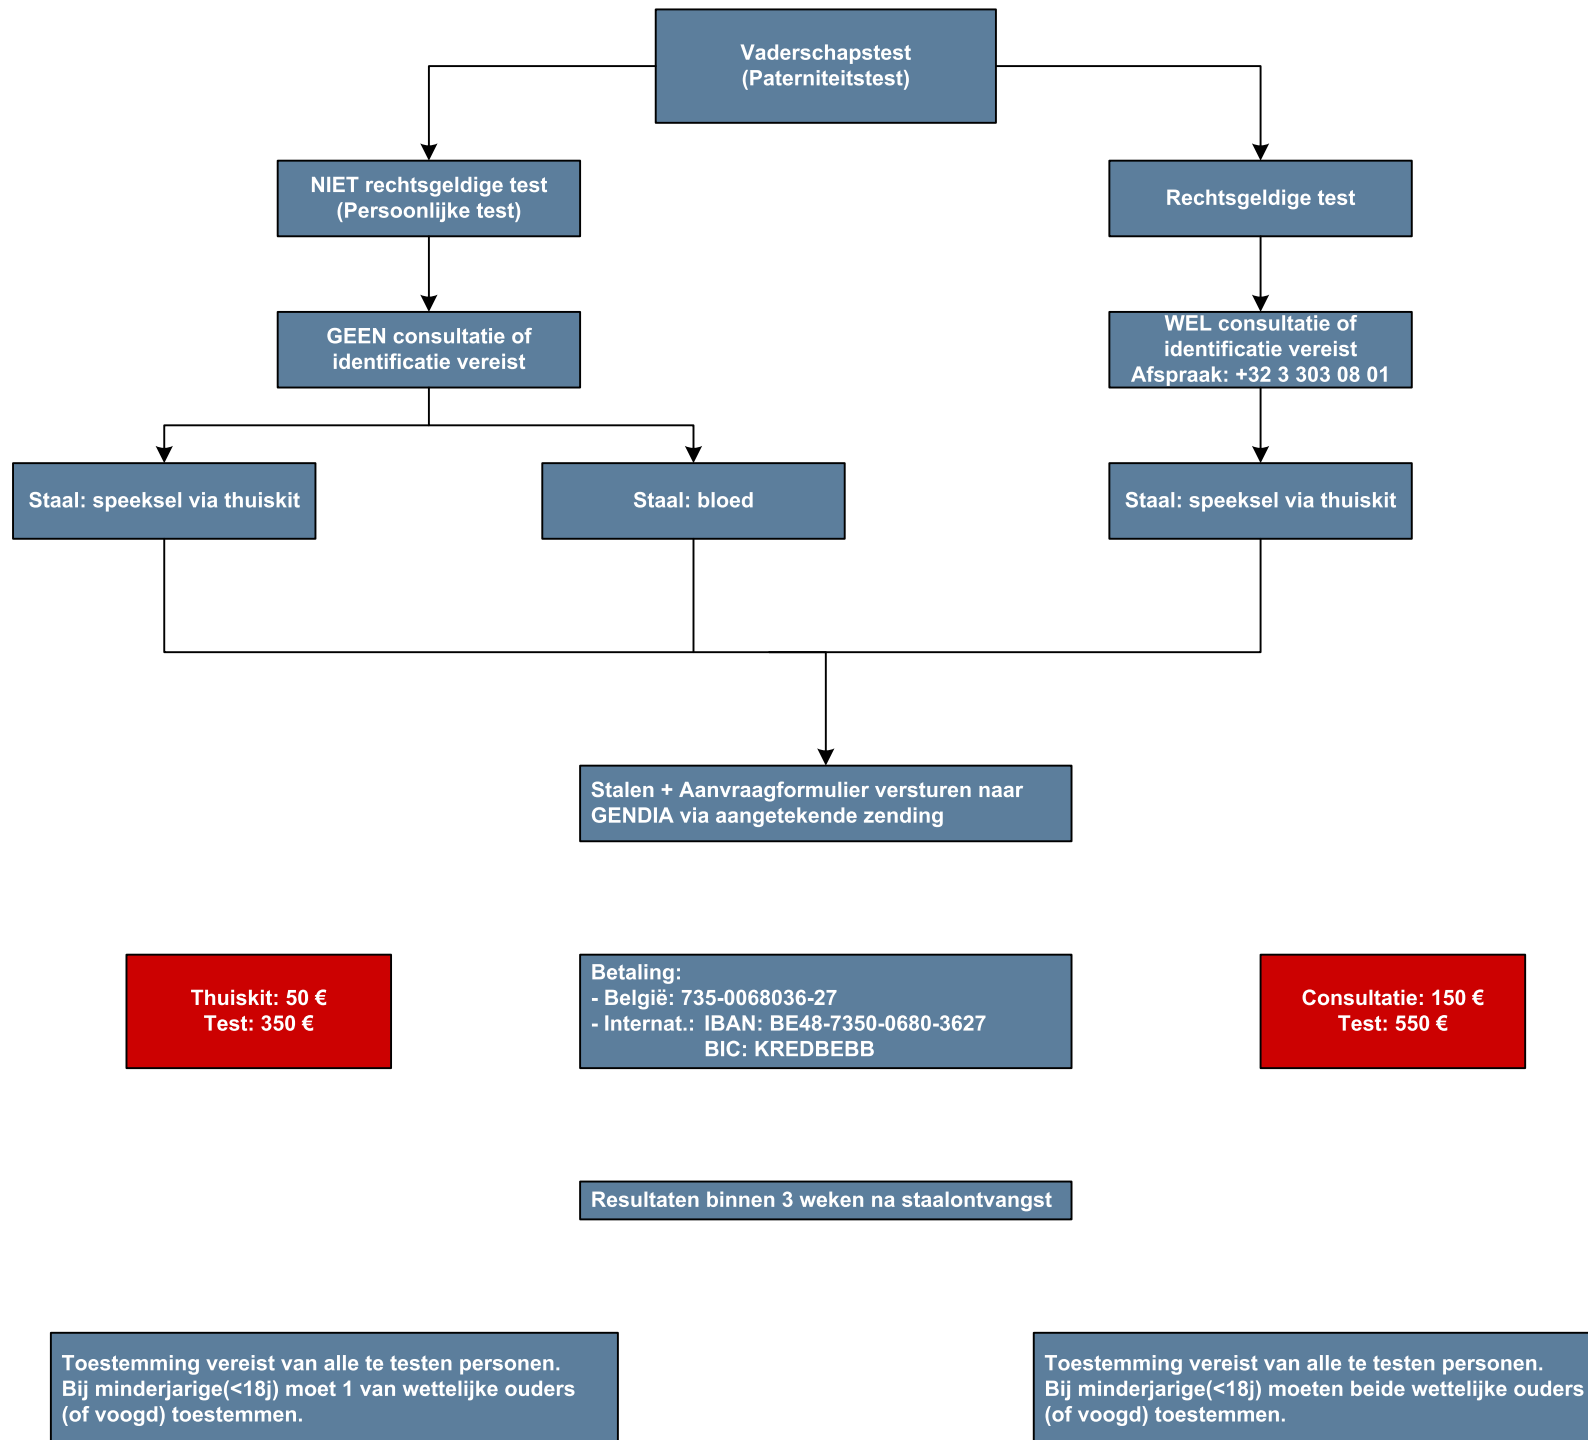 Vaderschapstest
(Paterniteitstest)
NIET rechtsgeldige test
(Persoonlijke test)
Rechtsgeldige test
GEEN consultatie of
identificatie vereist
WEL consultatie of
identificatie vereist
Afspraak: +32 3 303 08 01
Staal: speeksel via thuiskit
Staal: bloed
Staal: speeksel via thuiskit
Stalen + Aanvraagformulier versturen naar
GENDIA via aangetekende zending
Thuiskit: 50 €
Test: 350 €
Betaling:
- België: 735-0068036-27
- Internat.: IBAN: BE48-7350-0680-3627
BIC: KREDBEBB
Consultatie: 150 €
Test: 550 €
Resultaten binnen 3 weken na staalontvangst
Toestemming vereist van alle te testen personen.
Bij minderjarige(<18j) moet 1 van wettelijke ouders
(of voogd) toestemmen.
Toestemming vereist van alle te testen personen.
Bij minderjarige(<18j) moeten beide wettelijke ouders
(of voogd) toestemmen.